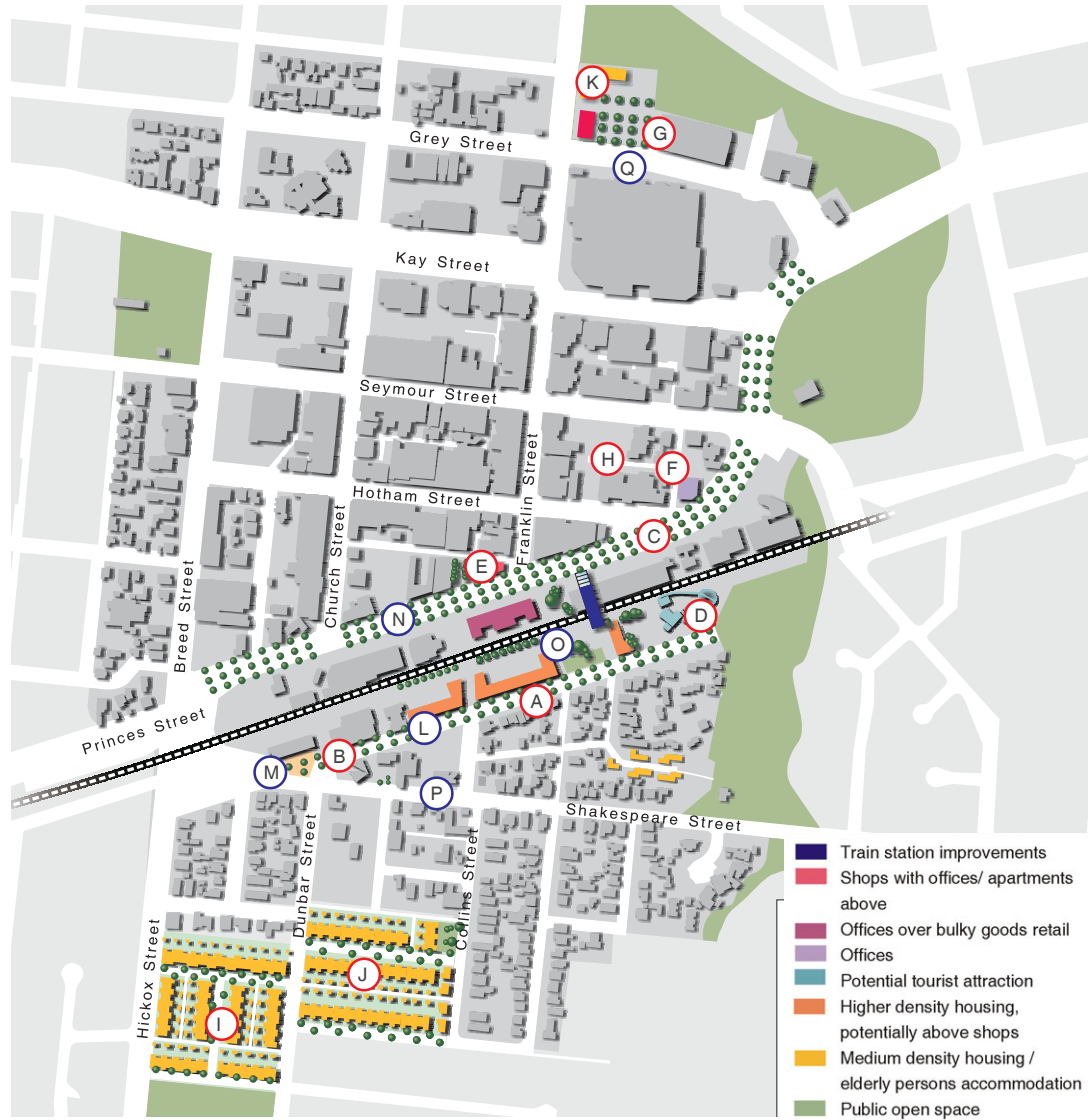 K
G
Grey Street
Q
Kay Street
Seymour Street
Franklin Street
H
F
Hotham Street
Church Street
C
E
Breed Street
N
D
O
A
Princes Street
L
B
M
P
Shakespeare Street
Dunbar Street
Collins Street
J
Hickox Street
I
Train station improvements
Shops with offices/ apartments
above
Offices over bulky goods retail
Offices
Potential tourist attraction
Higher density housing,
potentially above shops
Medium density housing /
elderly persons accommodation
Public open space